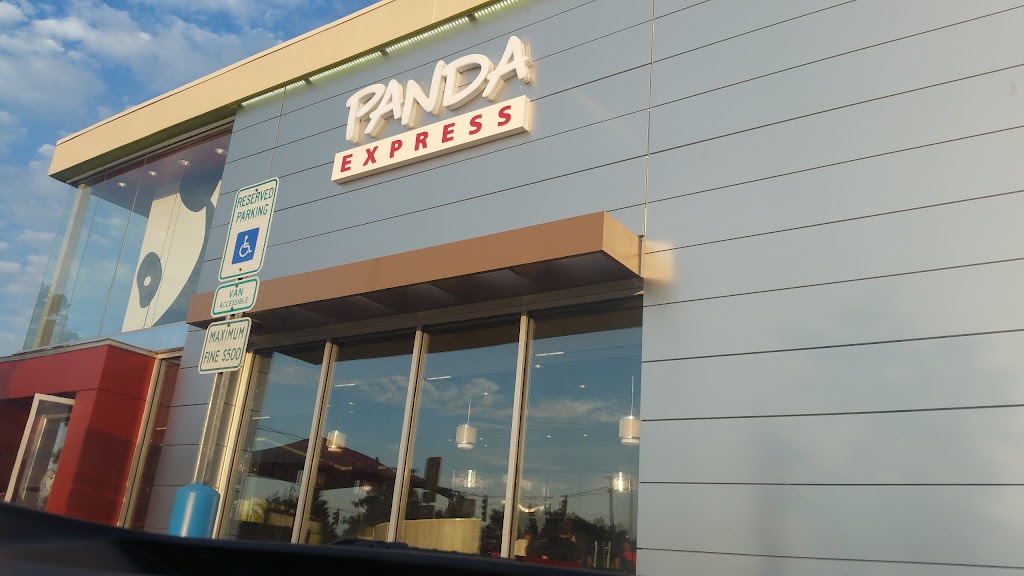 PANDA
EXPRESS
RESERVED
PARKING
VAN
ACCESSIBLE
MAXIMUM
FINE $500